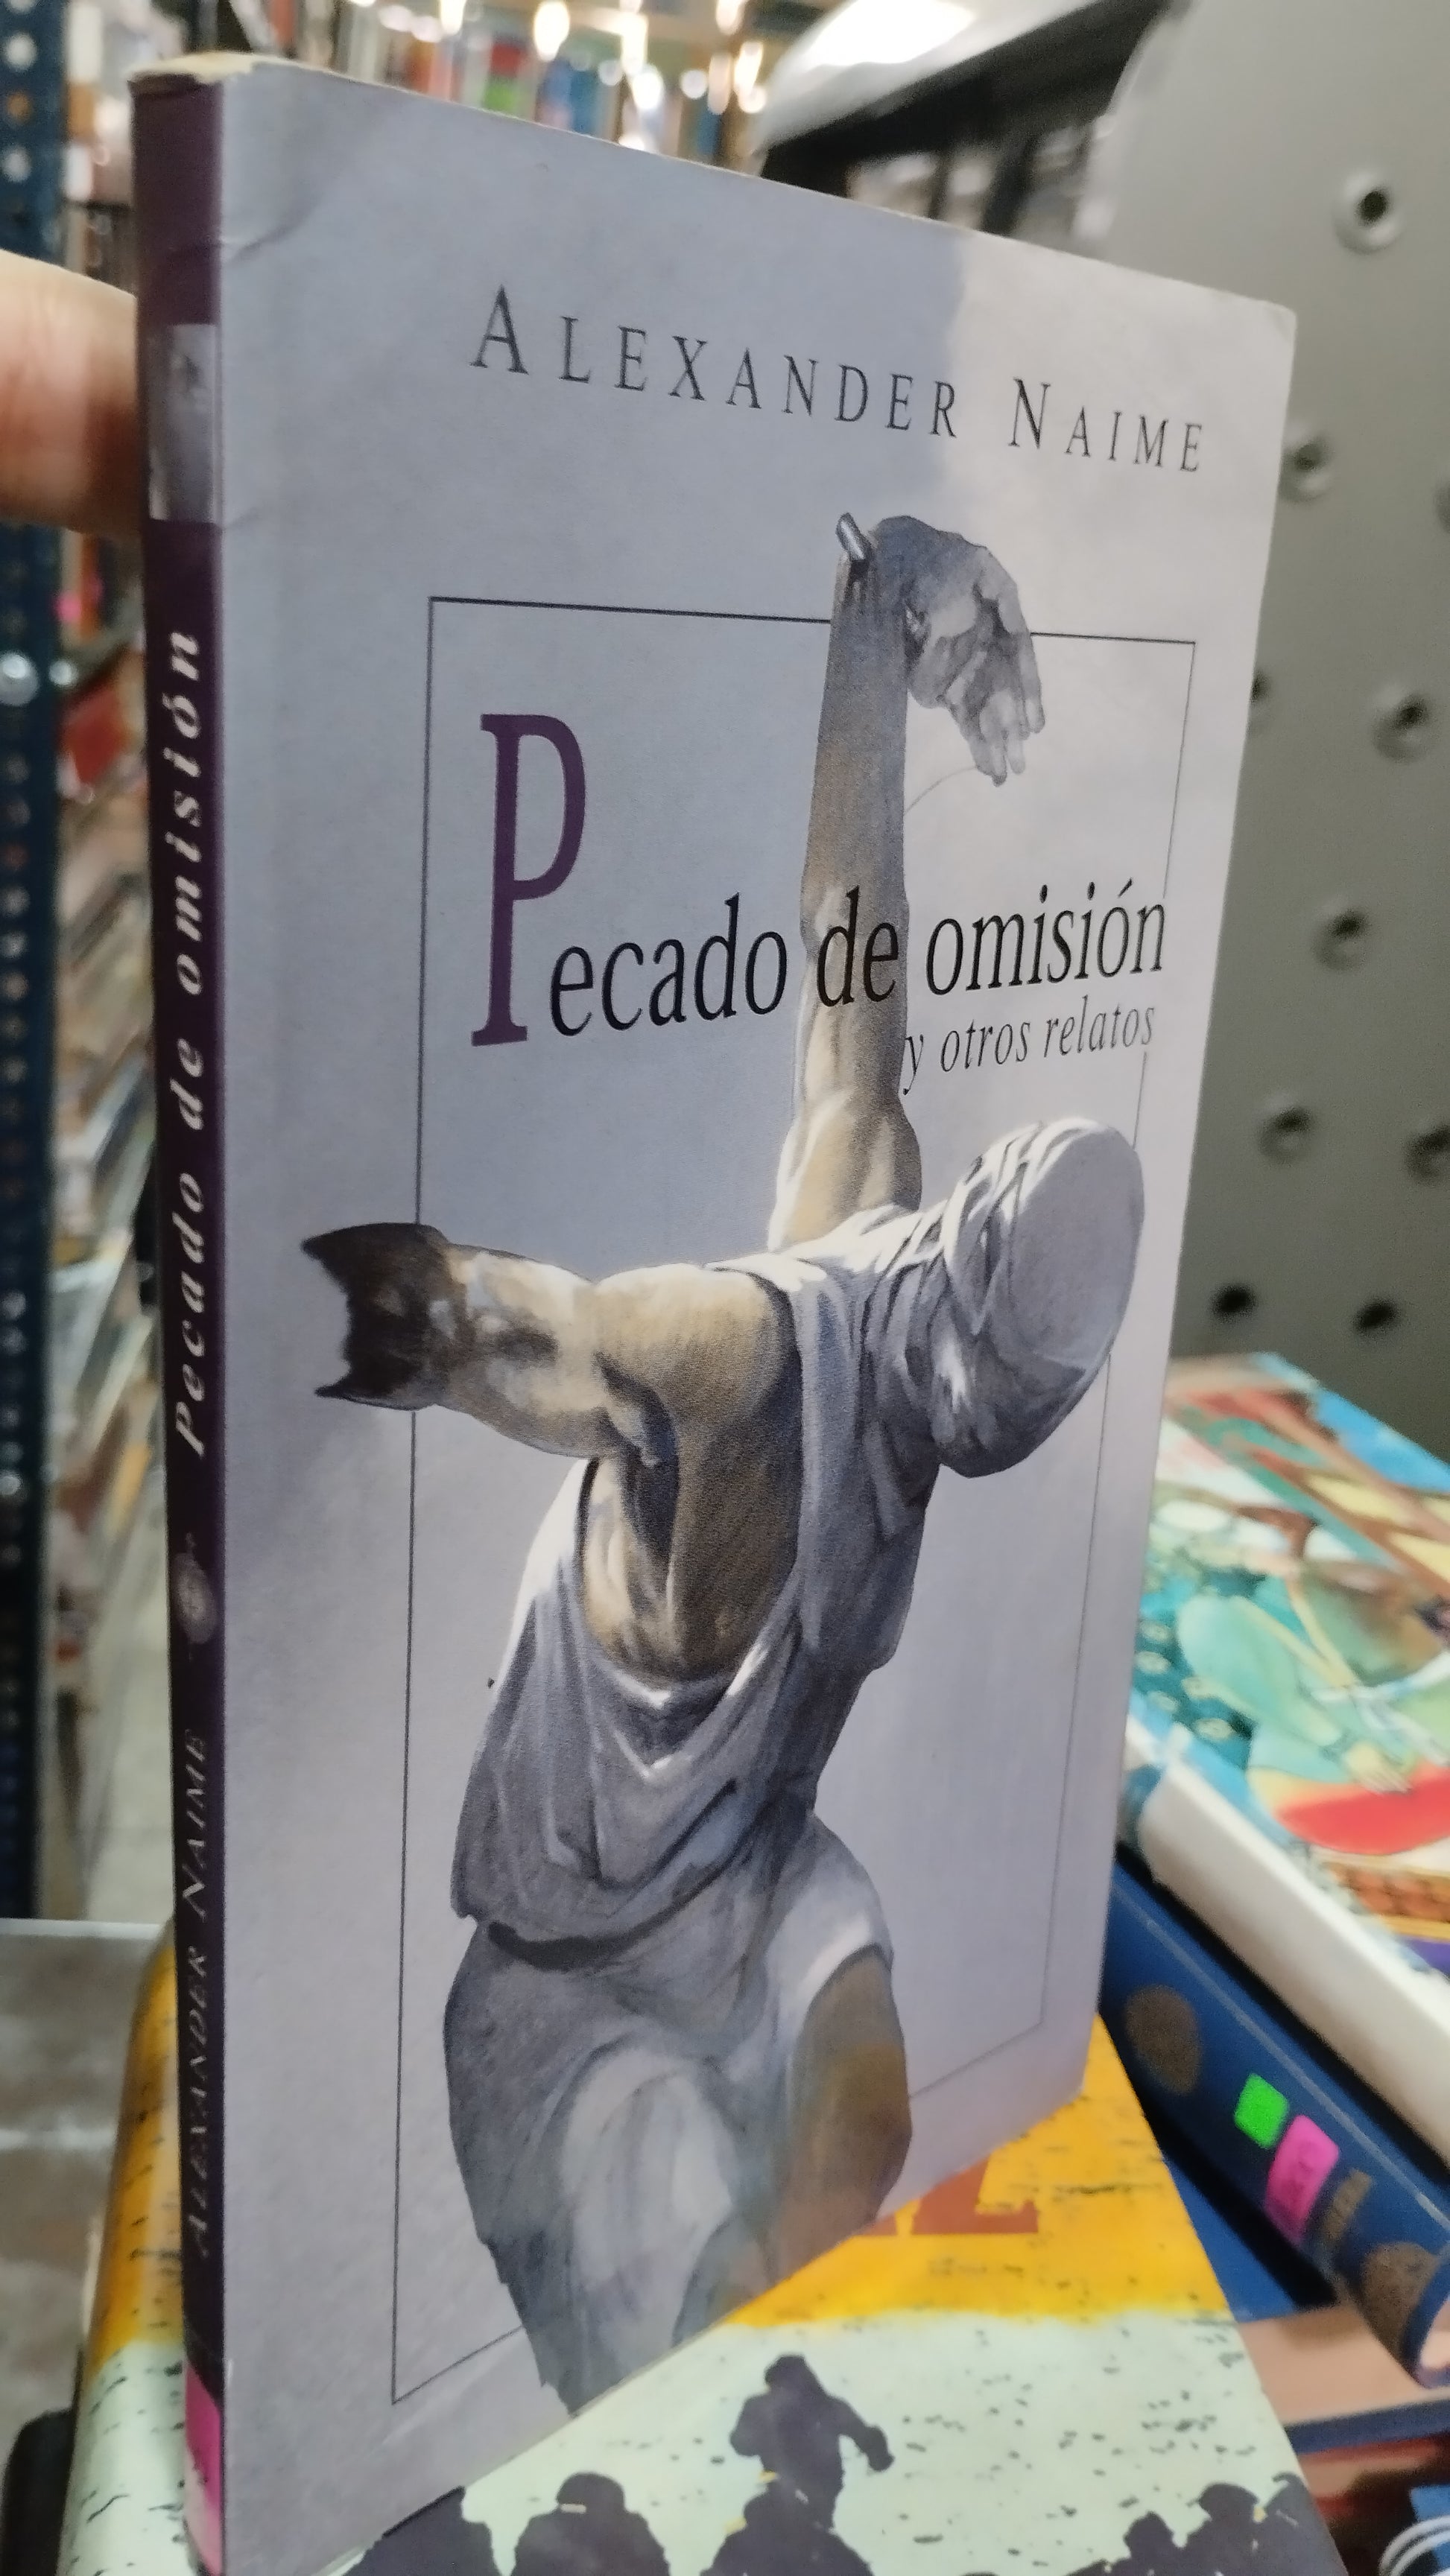 ALEXANDER NAIME
Pecado de omisión
y otros relatos
Pecado de omisión
ALEXANDER NAIME